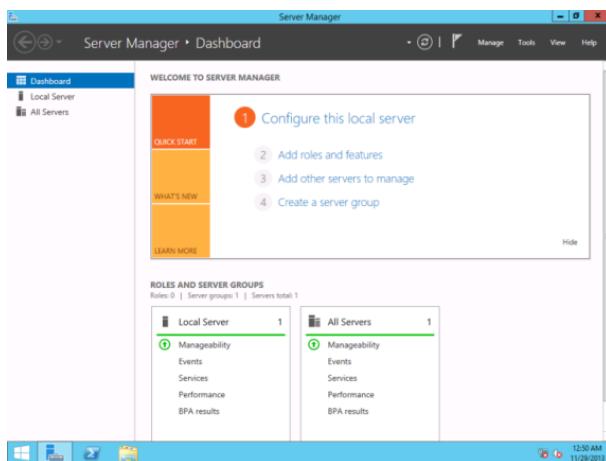 Server Manager
Server Manager • Dashboard
Manage Tools View Help
Dashboard
Local Server
All Servers
WELCOME TO SERVER MANAGER
QUICK START
WHAT'S NEW
LEARN MORE
1 Configure this local server
2 Add roles and features
3 Add other servers to manage
4 Create a server group
Hide
ROLES AND SERVER GROUPS
Roles: 0 | Server groups: 1 | Servers total: 1
Local Server 1
Manageability
Events
Services
Performance
BPA results
All Servers 1
Manageability
Events
Services
Performance
BPA results
12:50 AM
11/29/2013